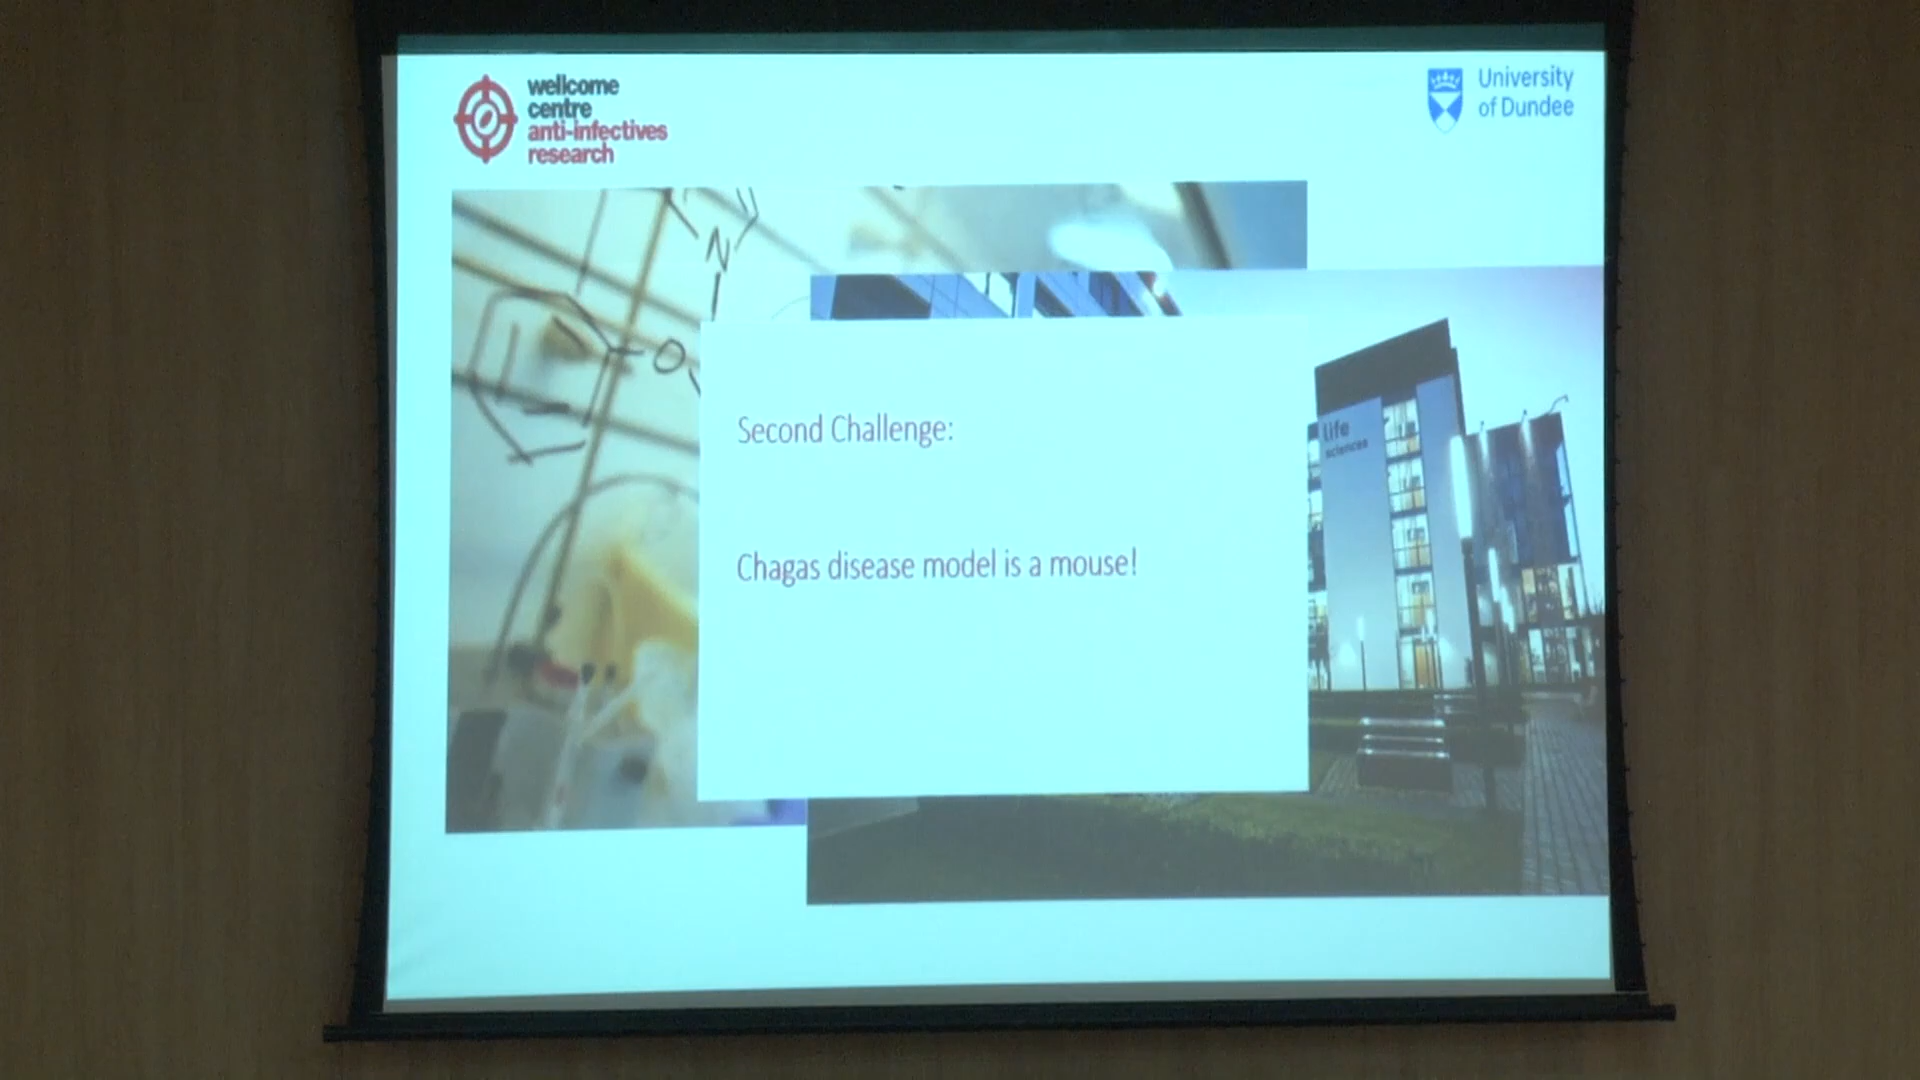 wellcome
centre
anti-infectives
research
University
of Dundee
N
O
life
sciences
Second Challenge:
Chagas disease model is a mouse!